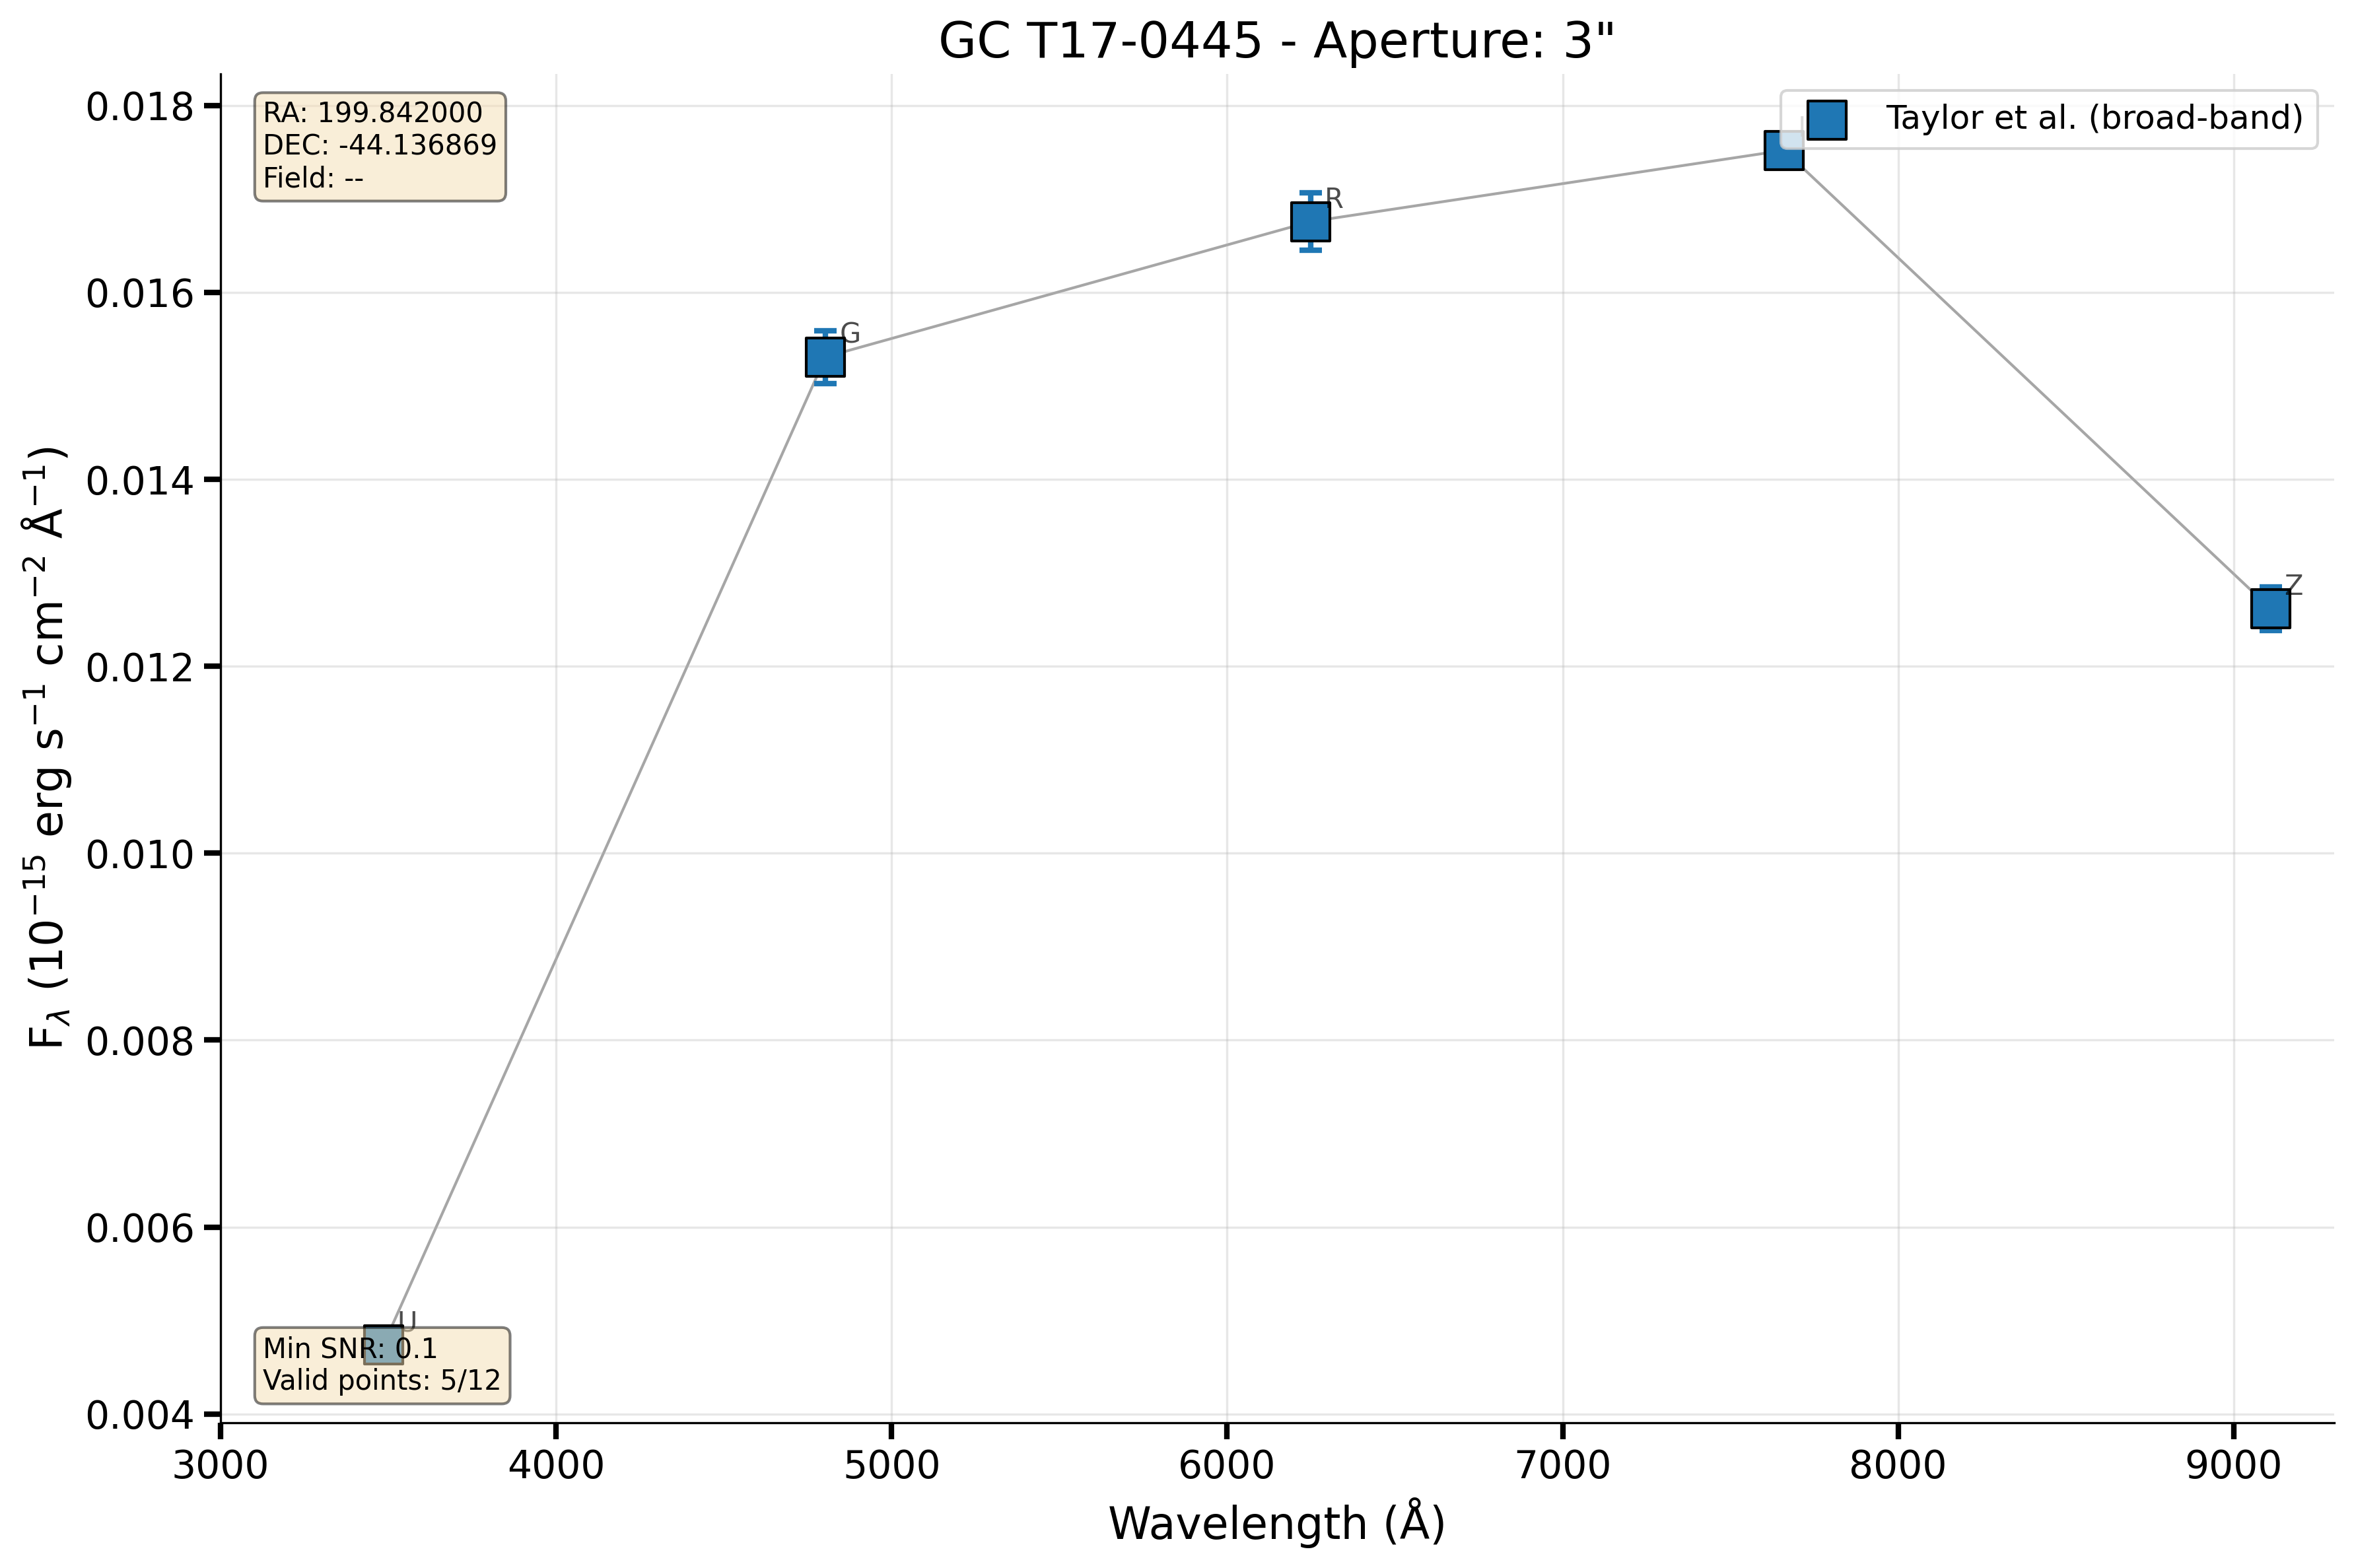 GC T17-0445 - Aperture: 3"
RA: 199.842000
DEC: -44.136869
Field: --
Taylor et al. (broad-band)
0.018
0.016
0.014
0.012
0.010
0.008
0.006
0.004
F_λ (10⁻¹⁵ erg s⁻¹ cm⁻² Å⁻¹)
U
G
R
I
Z
Min SNR: 0.1
Valid points: 5/12
3000 4000 5000 6000 7000 8000 9000
Wavelength (Å)